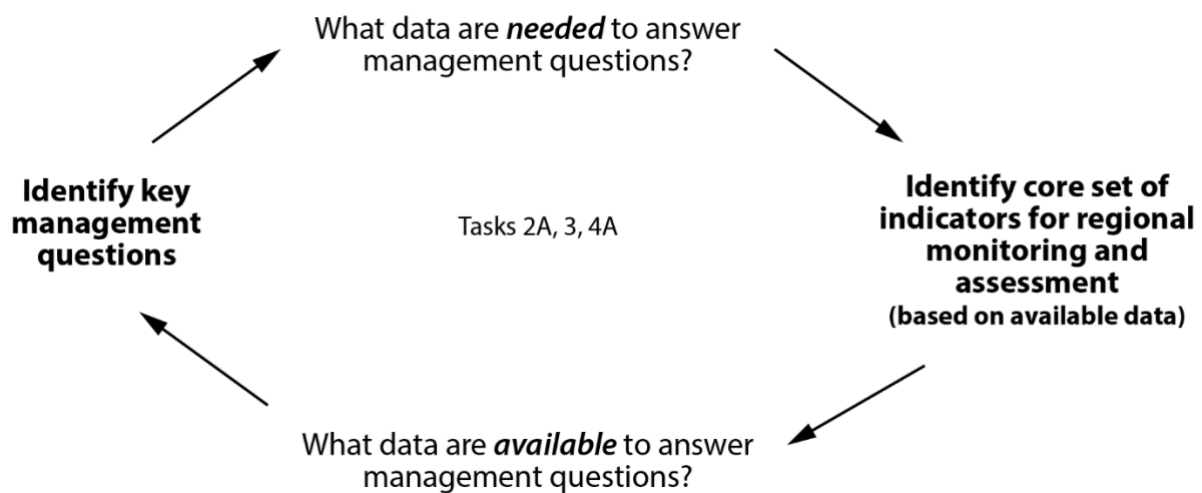 What data are needed to answer
management questions?
Identify key
management
questions
Tasks 2A, 3, 4A
Identify core set of
indicators for regional
monitoring and
assessment
(based on available data)
What data are available to answer
management questions?